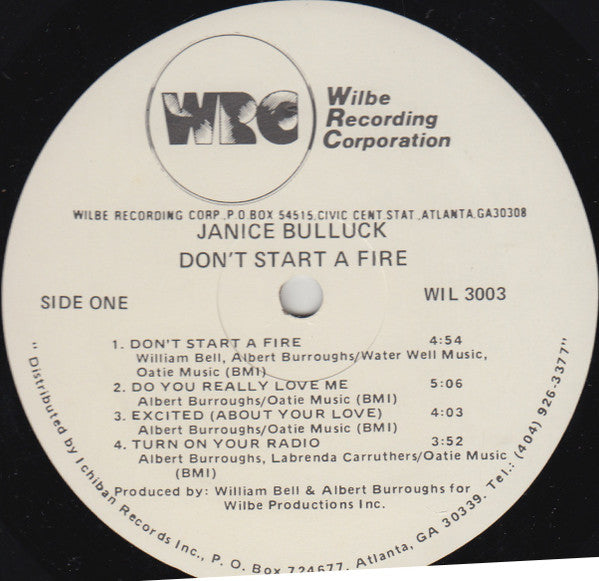 WRC
Wilbe
Recording
Corporation
WILBE RECORDING CORP.,P.O.BOX 54515,CIVIC CENT STAT.,ATLANTA,GA30308
JANICE BULLUCK
DON'T START A FIRE
SIDE ONE
WIL 3003
1. DON'T START A FIRE 4:54
William Bell, Albert Burroughs/Water Well Music,
Oatie Music (BMI)
2. DO YOU REALLY LOVE ME 5:06
Albert Burroughs/Oatie Music (BMI)
3. EXCITED (ABOUT YOUR LOVE) 4:03
Albert Burroughs/Oatie Music (BMI)
4. TURN ON YOUR RADIO 3:52
Albert Burroughs, Labrenda Carruthers/Oatie Music
(BMI)
Produced by: William Bell & Albert Burroughs for
Wilbe Productions Inc.
"Distributed by Ichiban Records Inc., P. O. Box 724677, Atlanta, GA 30339. Tel.: (404) 926-3377"